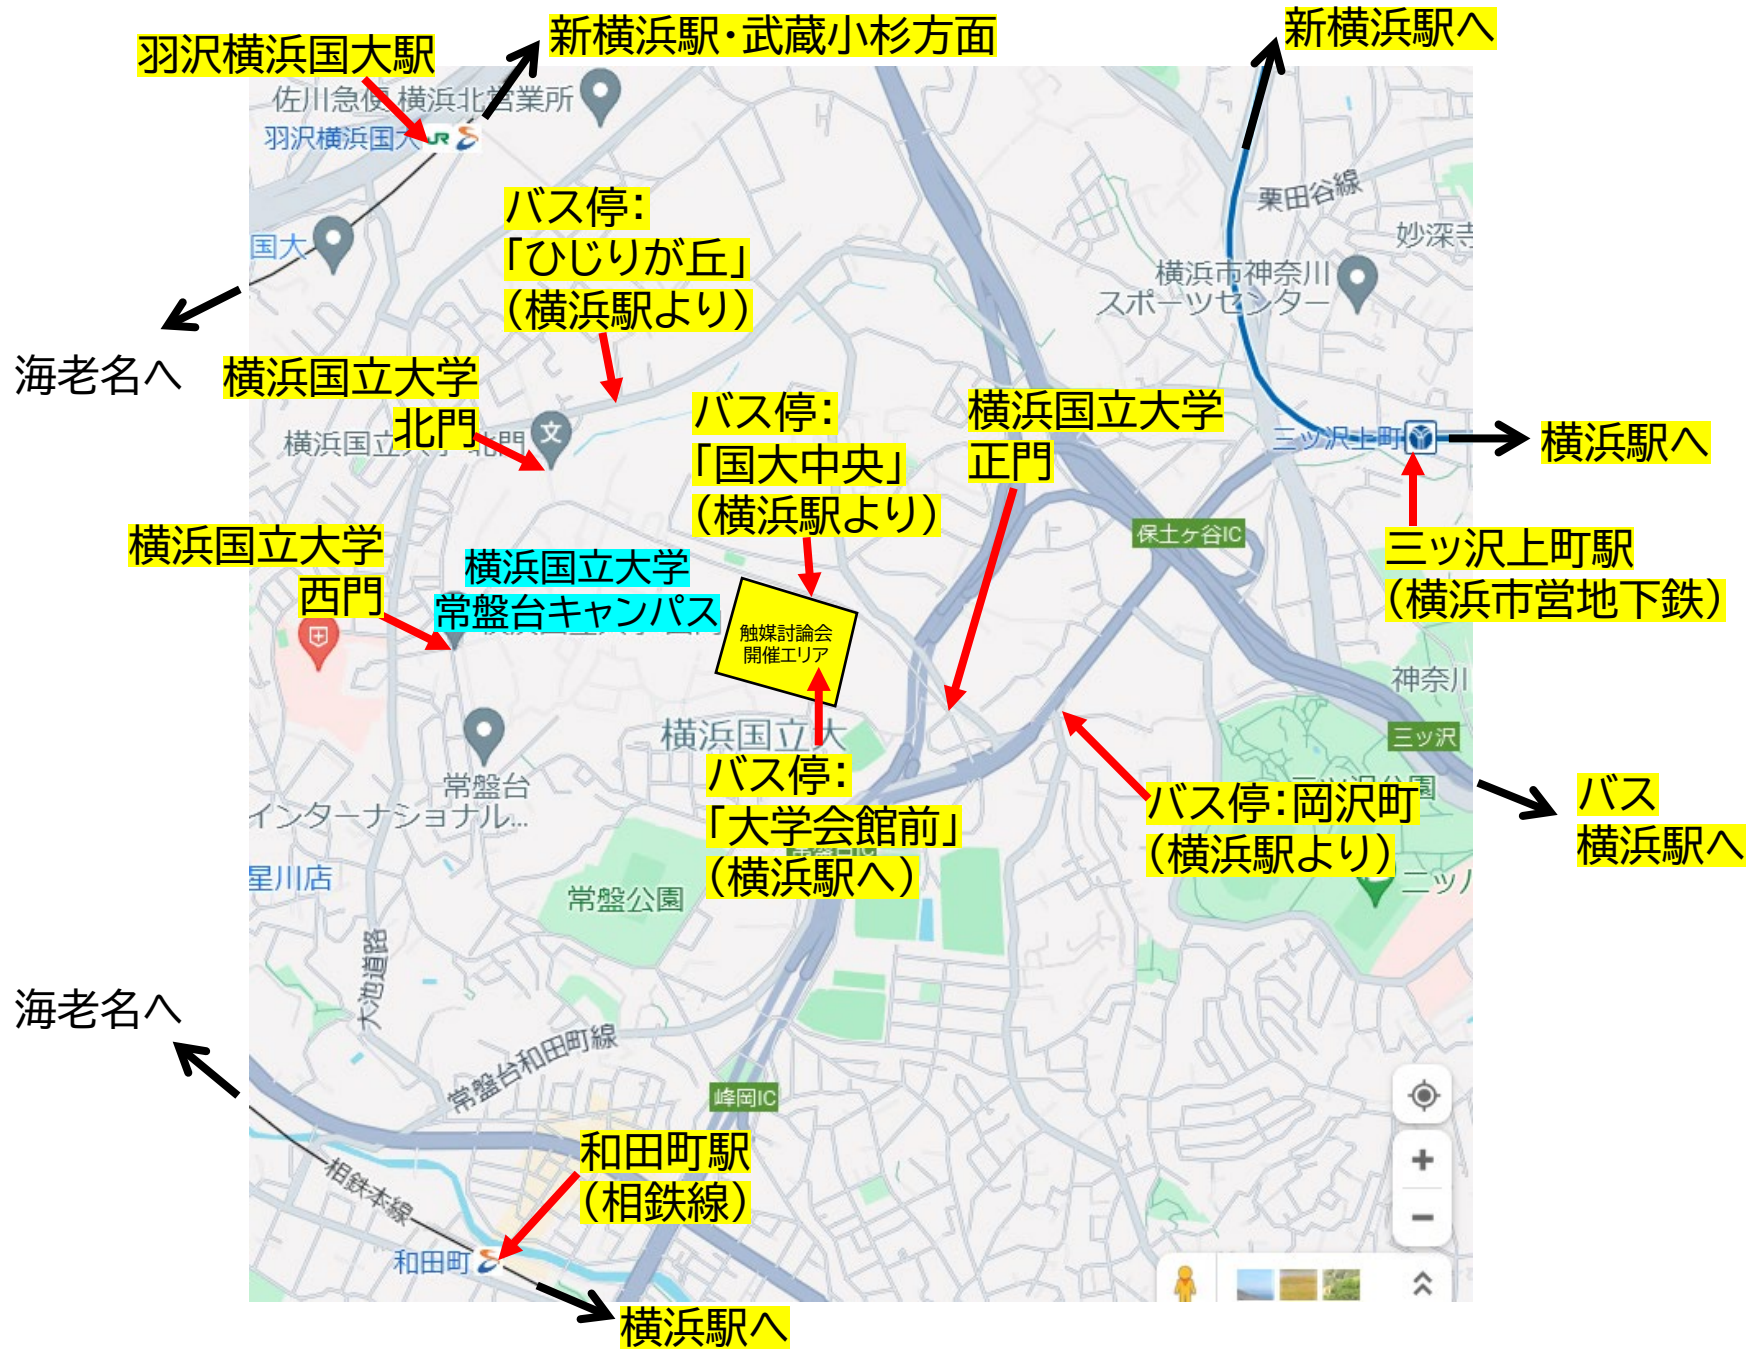 羽沢横浜国大駅
新横浜駅・武蔵小杉方面
新横浜駅へ
佐川急便 横浜北営業所
羽沢横浜国大
栗田谷線
バス停：
「ひじりが丘」
（横浜駅より）
国大
妙深寺
横浜市神奈川
スポーツセンター
海老名へ
横浜国立大学
北門
バス停：
「国大中央」
（横浜駅より）
横浜国立大学
正門
三ッ沢上町
横浜駅へ
保土ヶ谷IC
三ッ沢上町駅
（横浜市営地下鉄）
横浜国立大学
西門
横浜国立大学
常盤台キャンパス
触媒討論会
開催エリア
神奈川
三ッ沢
横浜国立大
常盤台
インターナショナル...
バス停：
「大学会館前」
（横浜駅へ）
バス停：岡沢町
（横浜駅より）
バス
横浜駅へ
星川店
常盤公園
大池道路
海老名へ
常盤台和田町線
峰岡IC
和田町駅
（相鉄線）
相鉄本線
和田町
横浜駅へ